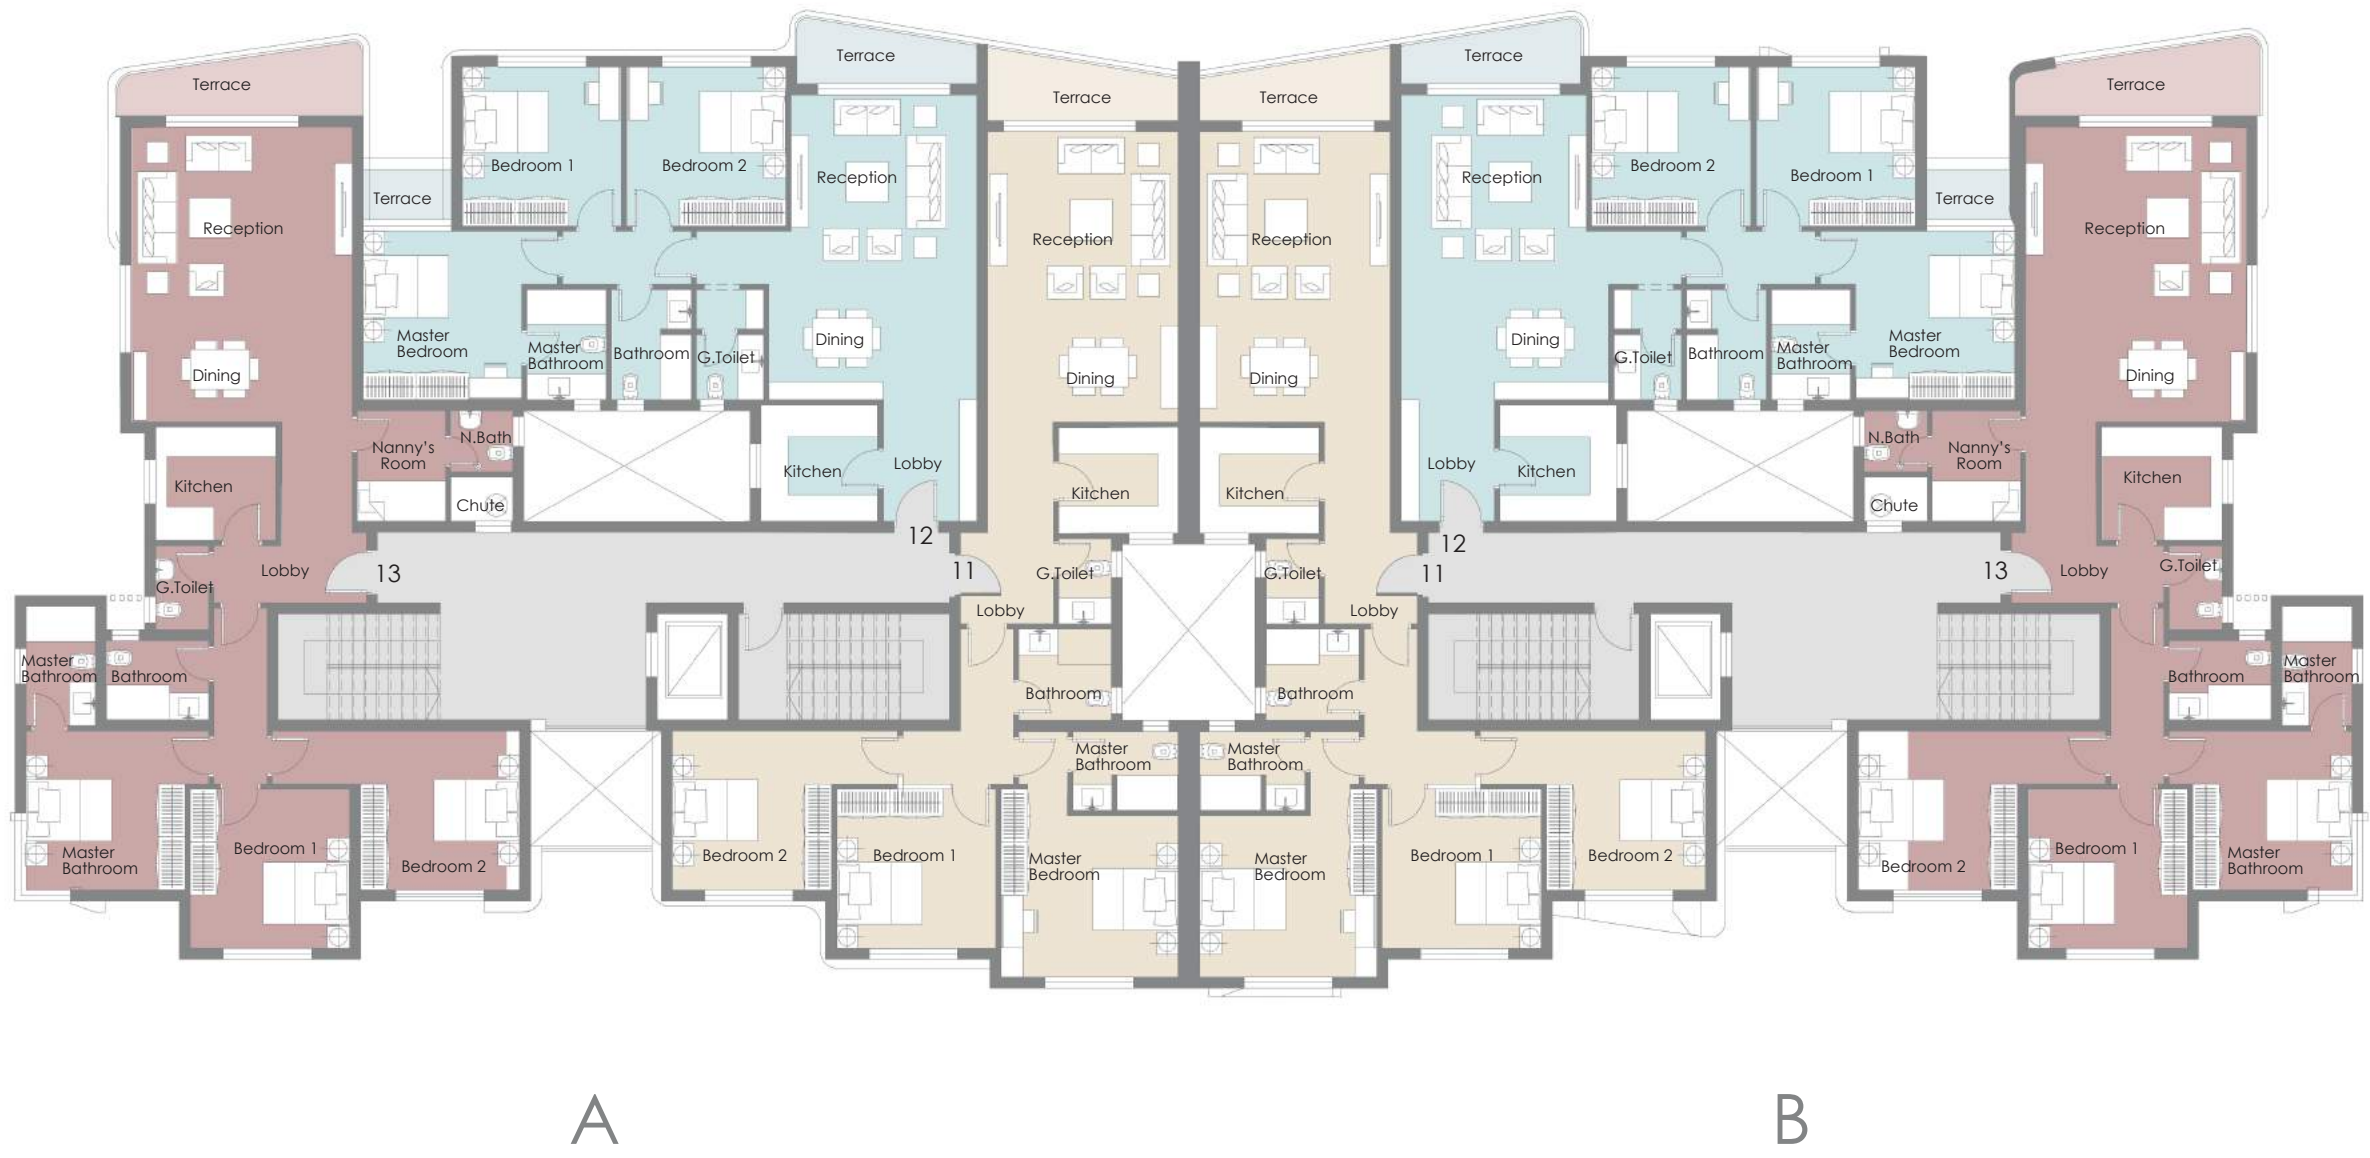 Terrace
Terrace
Terrace
Terrace
Terrace
Terrace
Terrace
Terrace
Bedroom 1
Bedroom 2
Reception
Reception
Bedroom 2
Bedroom 1
Terrace
Reception
Reception
Reception
Terrace
Reception
Master
Bedroom
Master
Bathroom
Bathroom
G.Toilet
Dining
Dining
Dining
Dining
Dining
G.Toilet
Bathroom
Master
Bathroom
Master
Bedroom
Dining
Nanny's
Room
N.Bath
Kitchen
Chute
Kitchen
Lobby
Kitchen
Kitchen
Lobby
Kitchen
N.Bath
Nanny's
Room
Chute
Kitchen
Lobby
13
12
11
G.Toilet
G.Toilet
G.Toilet
12
11
13
Lobby
G.Toilet
Lobby
Lobby
Master
Bathroom
Bathroom
Bathroom
Bathroom
Bathroom
Master
Bathroom
Master
Bathroom
Master
Bathroom
Master
Bathroom
Bedroom 1
Bedroom 2
Bedroom 2
Bedroom 1
Master
Bedroom
Master
Bedroom
Bedroom 1
Bedroom 2
Bedroom 2
Bedroom 1
Master
Bathroom
A
B